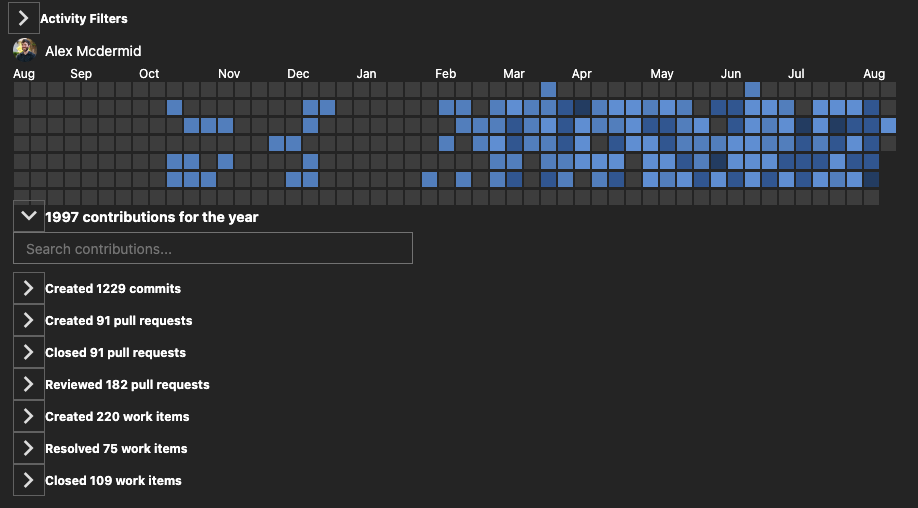 Activity Filters
Alex Mcdermid
Aug Sep Oct Nov Dec Jan Feb Mar Apr May Jun Jul Aug
1997 contributions for the year
Search contributions...
Created 1229 commits
Created 91 pull requests
Closed 91 pull requests
Reviewed 182 pull requests
Created 220 work items
Resolved 75 work items
Closed 109 work items